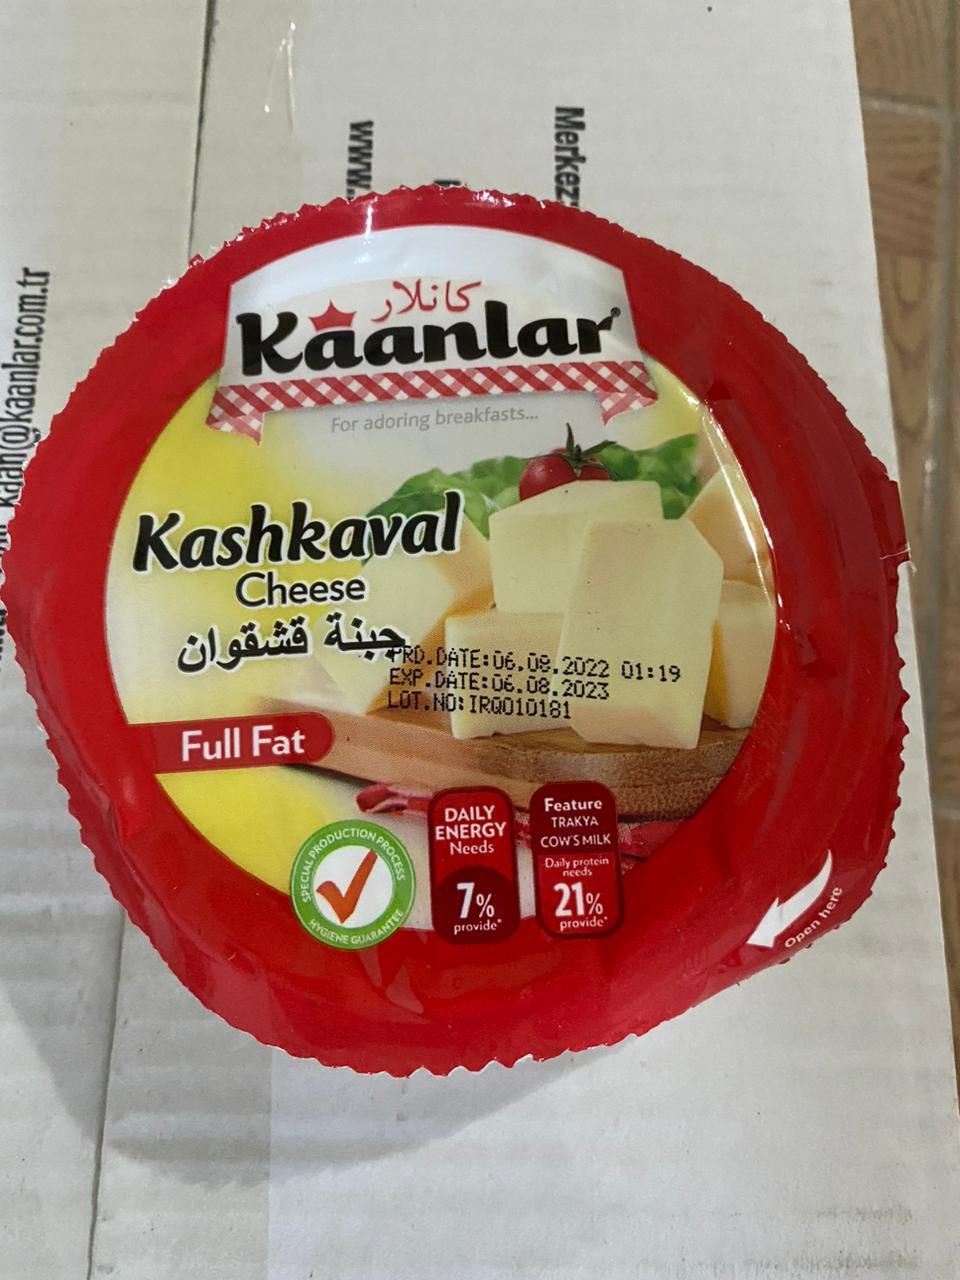 www.
Merkez:
kaan@kaanlar.com.tr
كانلار
Kaanlar®
For adoring breakfasts...
Kashkaval
Cheese
جبنة قشقوان
PRD.DATE:06.08.2022 01:19
EXP.DATE:06.08.2023
LOT.NO:IRQ010181
Full Fat
SPECIAL PRODUCTION PROCESS
HYGIENE GUARANTEE
DAILY
ENERGY
Needs
7%
provide*
Feature
TRAKYA
COW'S MILK
Daily protein
needs
21%
provide*
Open here